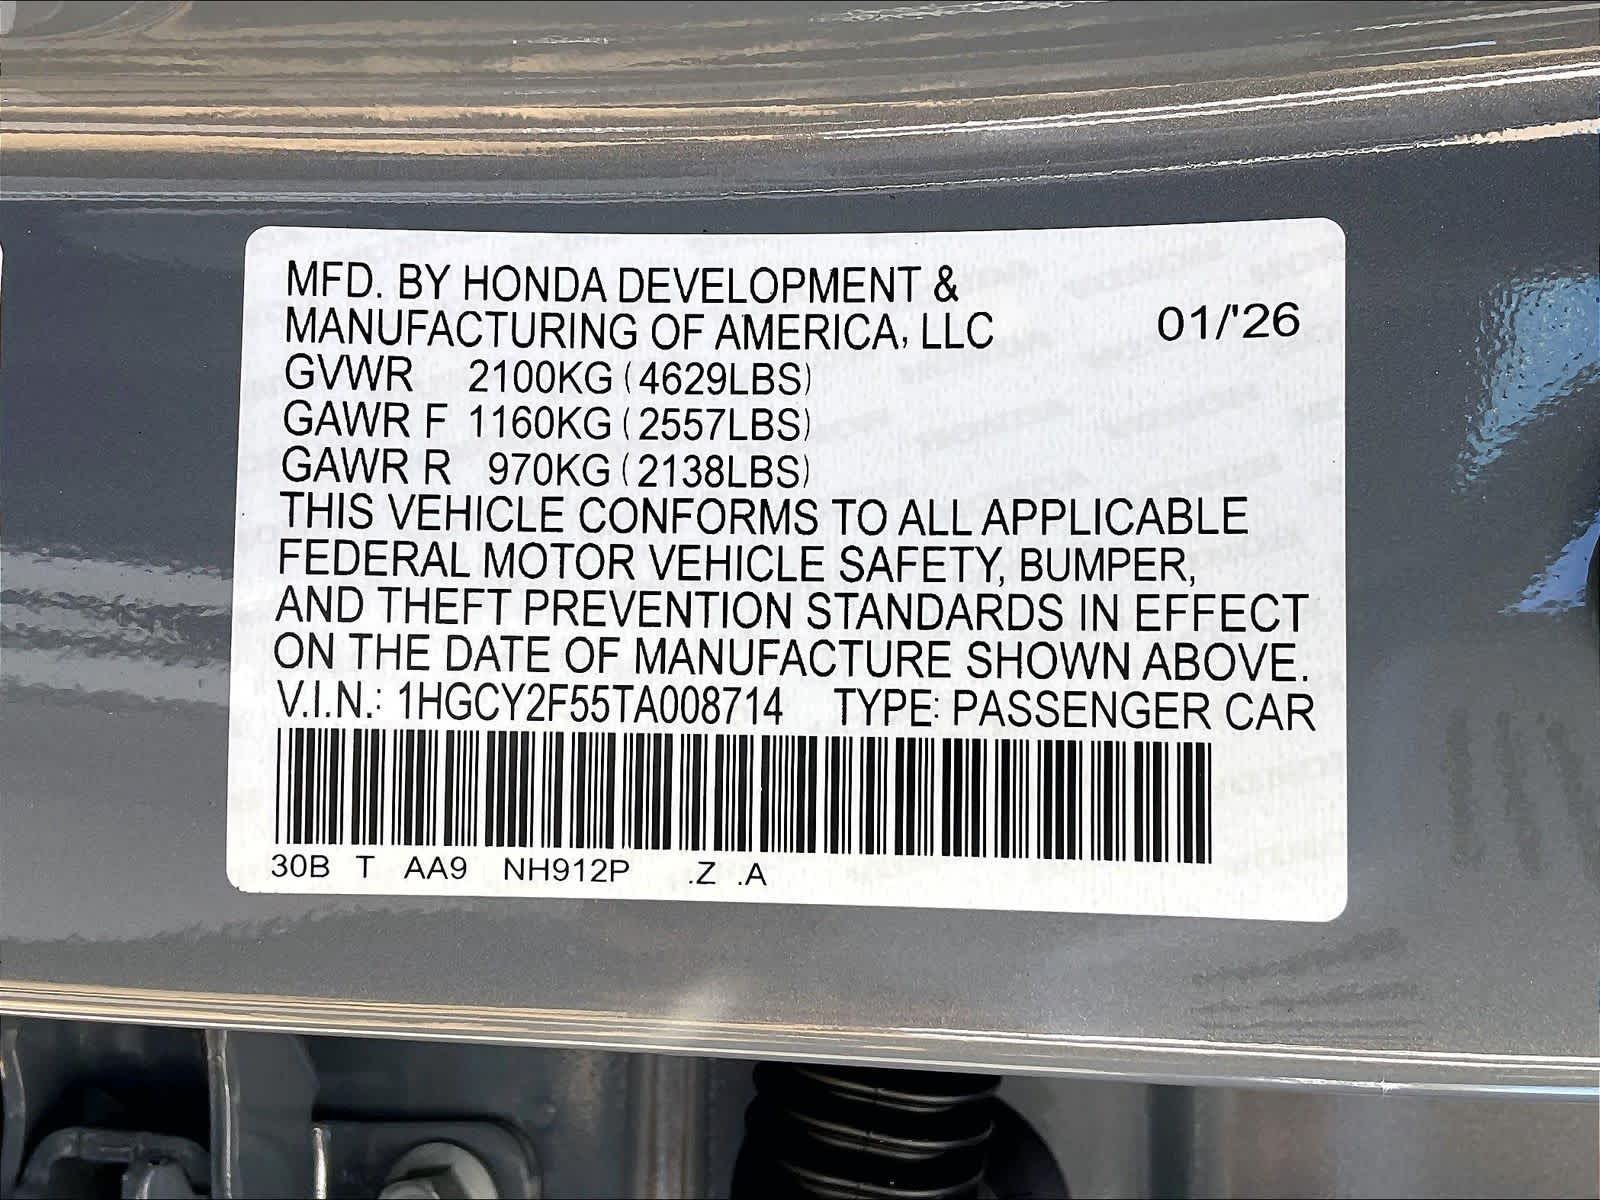 MFD. BY HONDA DEVELOPMENT &
MANUFACTURING OF AMERICA, LLC 01/'26
GVWR 2100KG (4629LBS)
GAWR F 1160KG (2557LBS)
GAWR R 970KG (2138LBS)
THIS VEHICLE CONFORMS TO ALL APPLICABLE
FEDERAL MOTOR VEHICLE SAFETY, BUMPER,
AND THEFT PREVENTION STANDARDS IN EFFECT
ON THE DATE OF MANUFACTURE SHOWN ABOVE.
V.I.N.: 1HGCY2F55TA008714 TYPE: PASSENGER CAR
30B T AA9 NH912P .Z .A